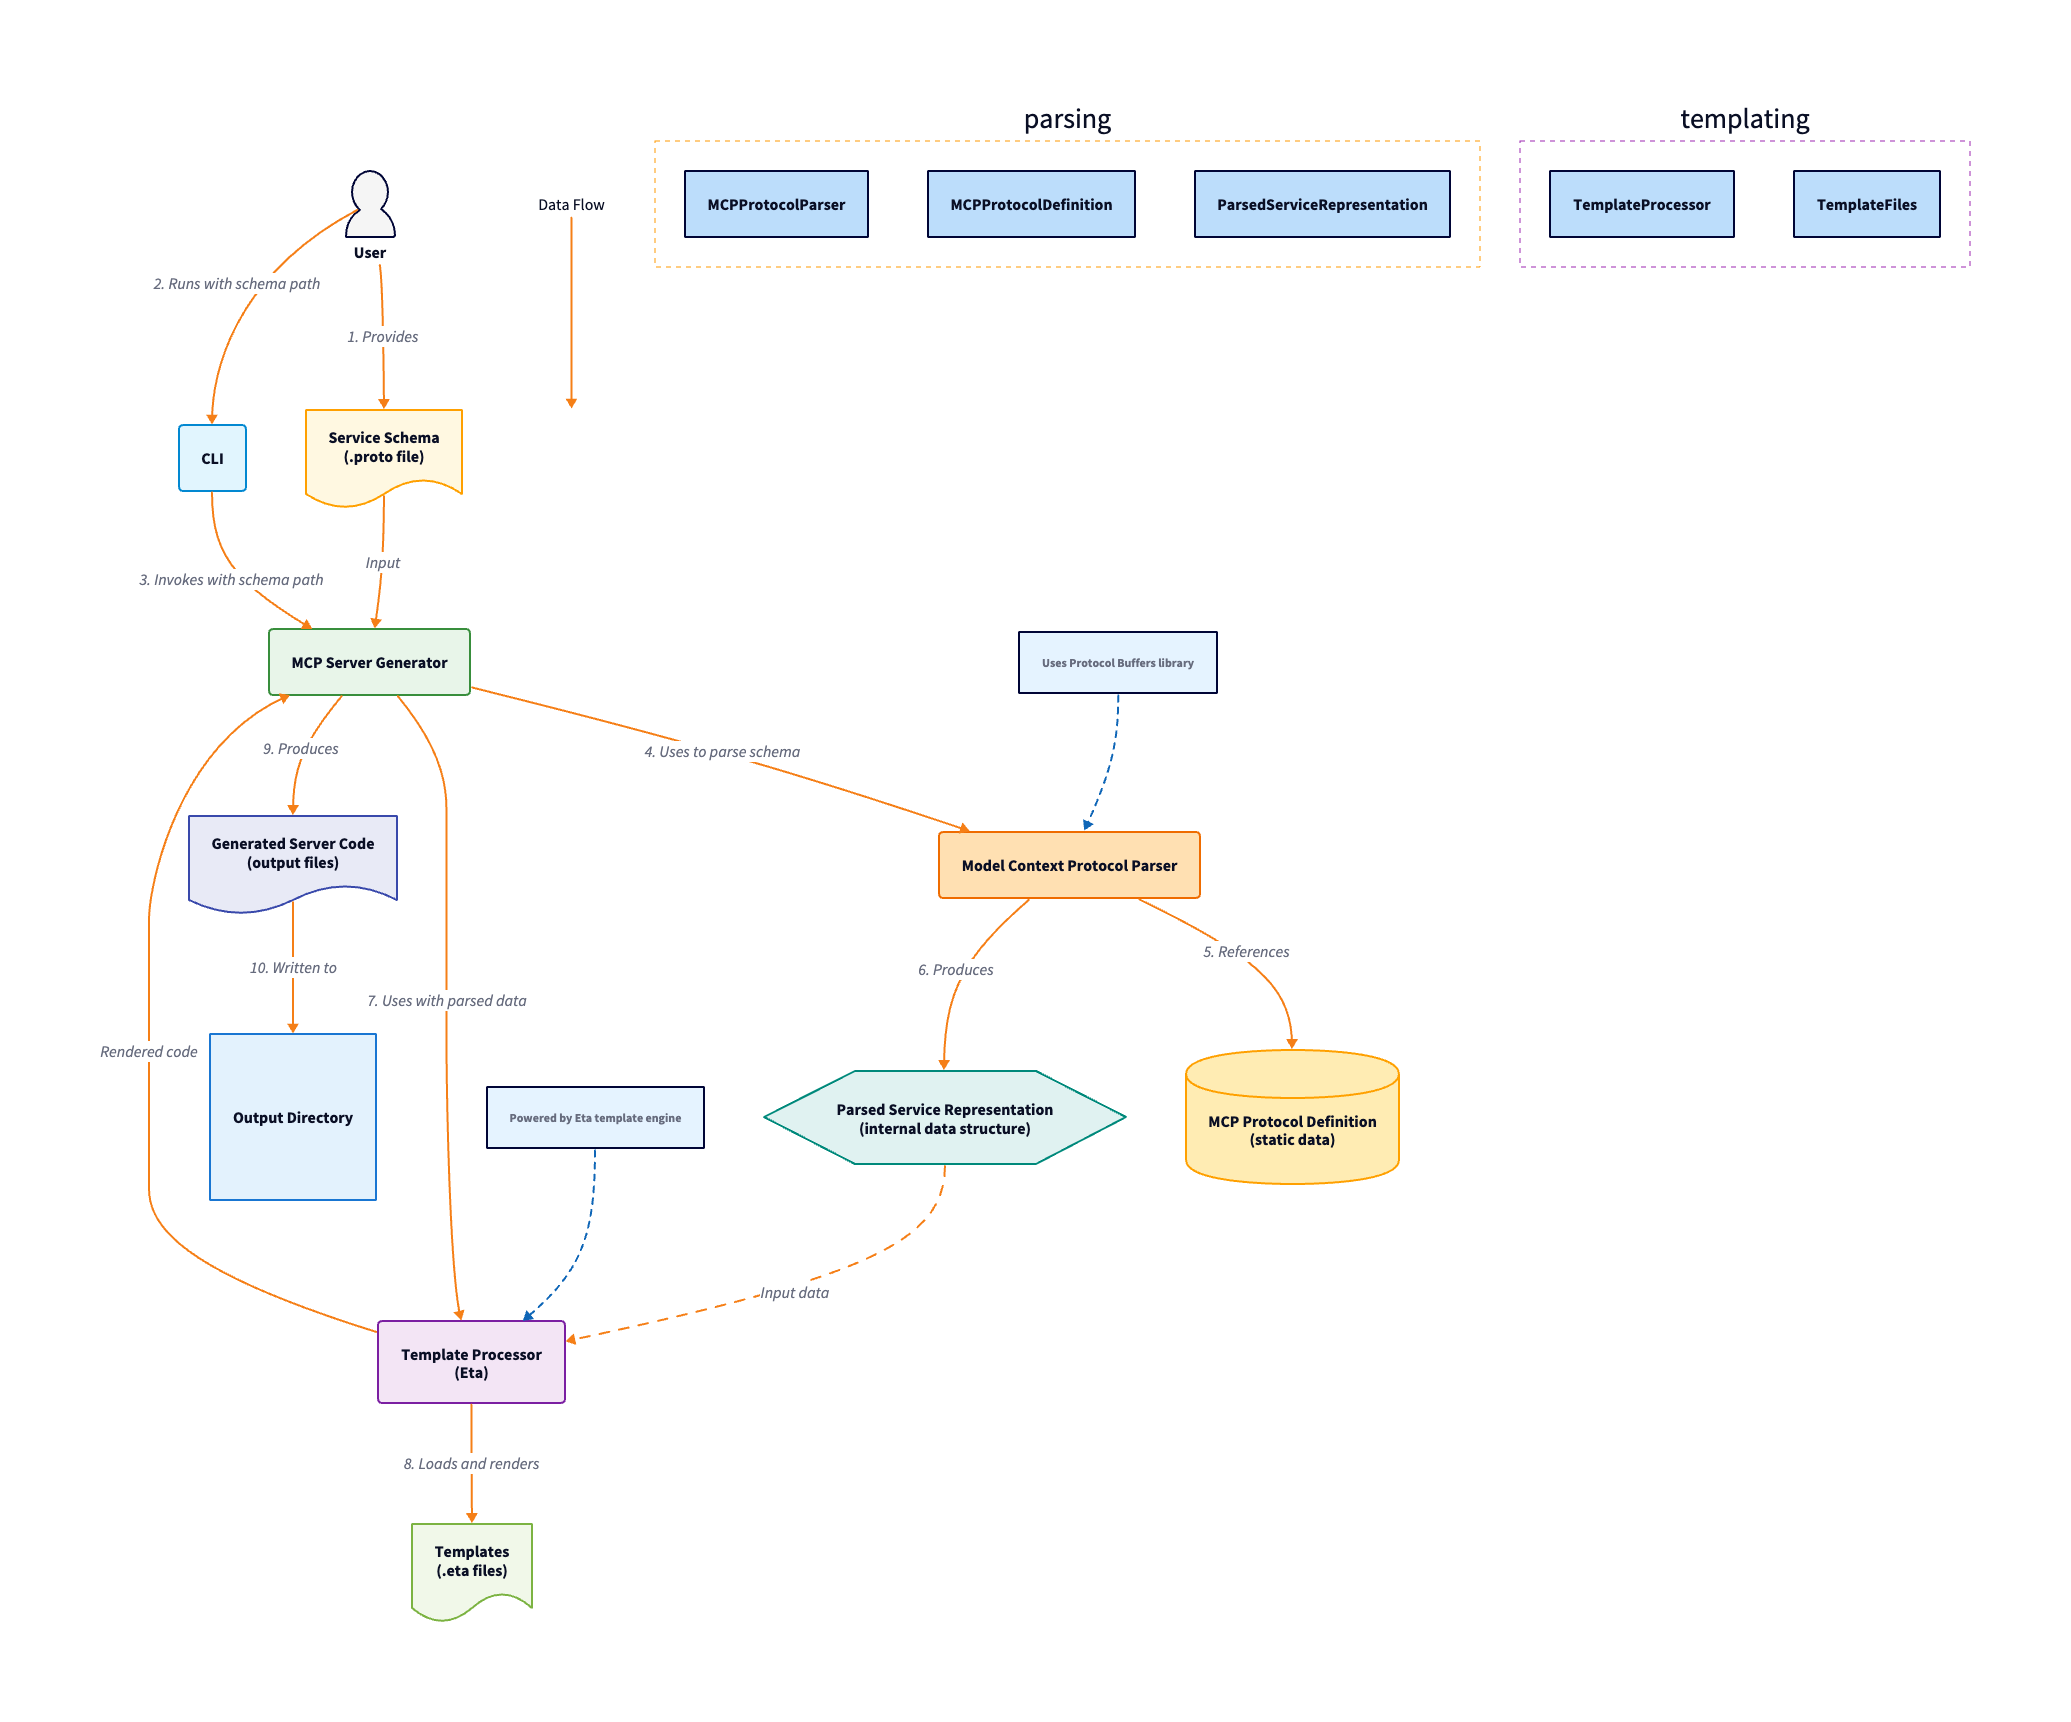 parsing
templating
MCPProtocolParser
MCPProtocolDefinition
ParsedServiceRepresentation
TemplateProcessor
TemplateFiles
Data Flow
User
2. Runs with schema path
1. Provides
Service Schema
(.proto file)
CLI
Input
3. Invokes with schema path
MCP Server Generator
Uses Protocol Buffers library
9. Produces
4. Uses to parse schema
Generated Server Code
(output files)
Model Context Protocol Parser
5. References
10. Written to
6. Produces
7. Uses with parsed data
Rendered code
Output Directory
Powered by Eta template engine
Parsed Service Representation
(internal data structure)
MCP Protocol Definition
(static data)
Input data
Template Processor
(Eta)
8. Loads and renders
Templates
(.eta files)